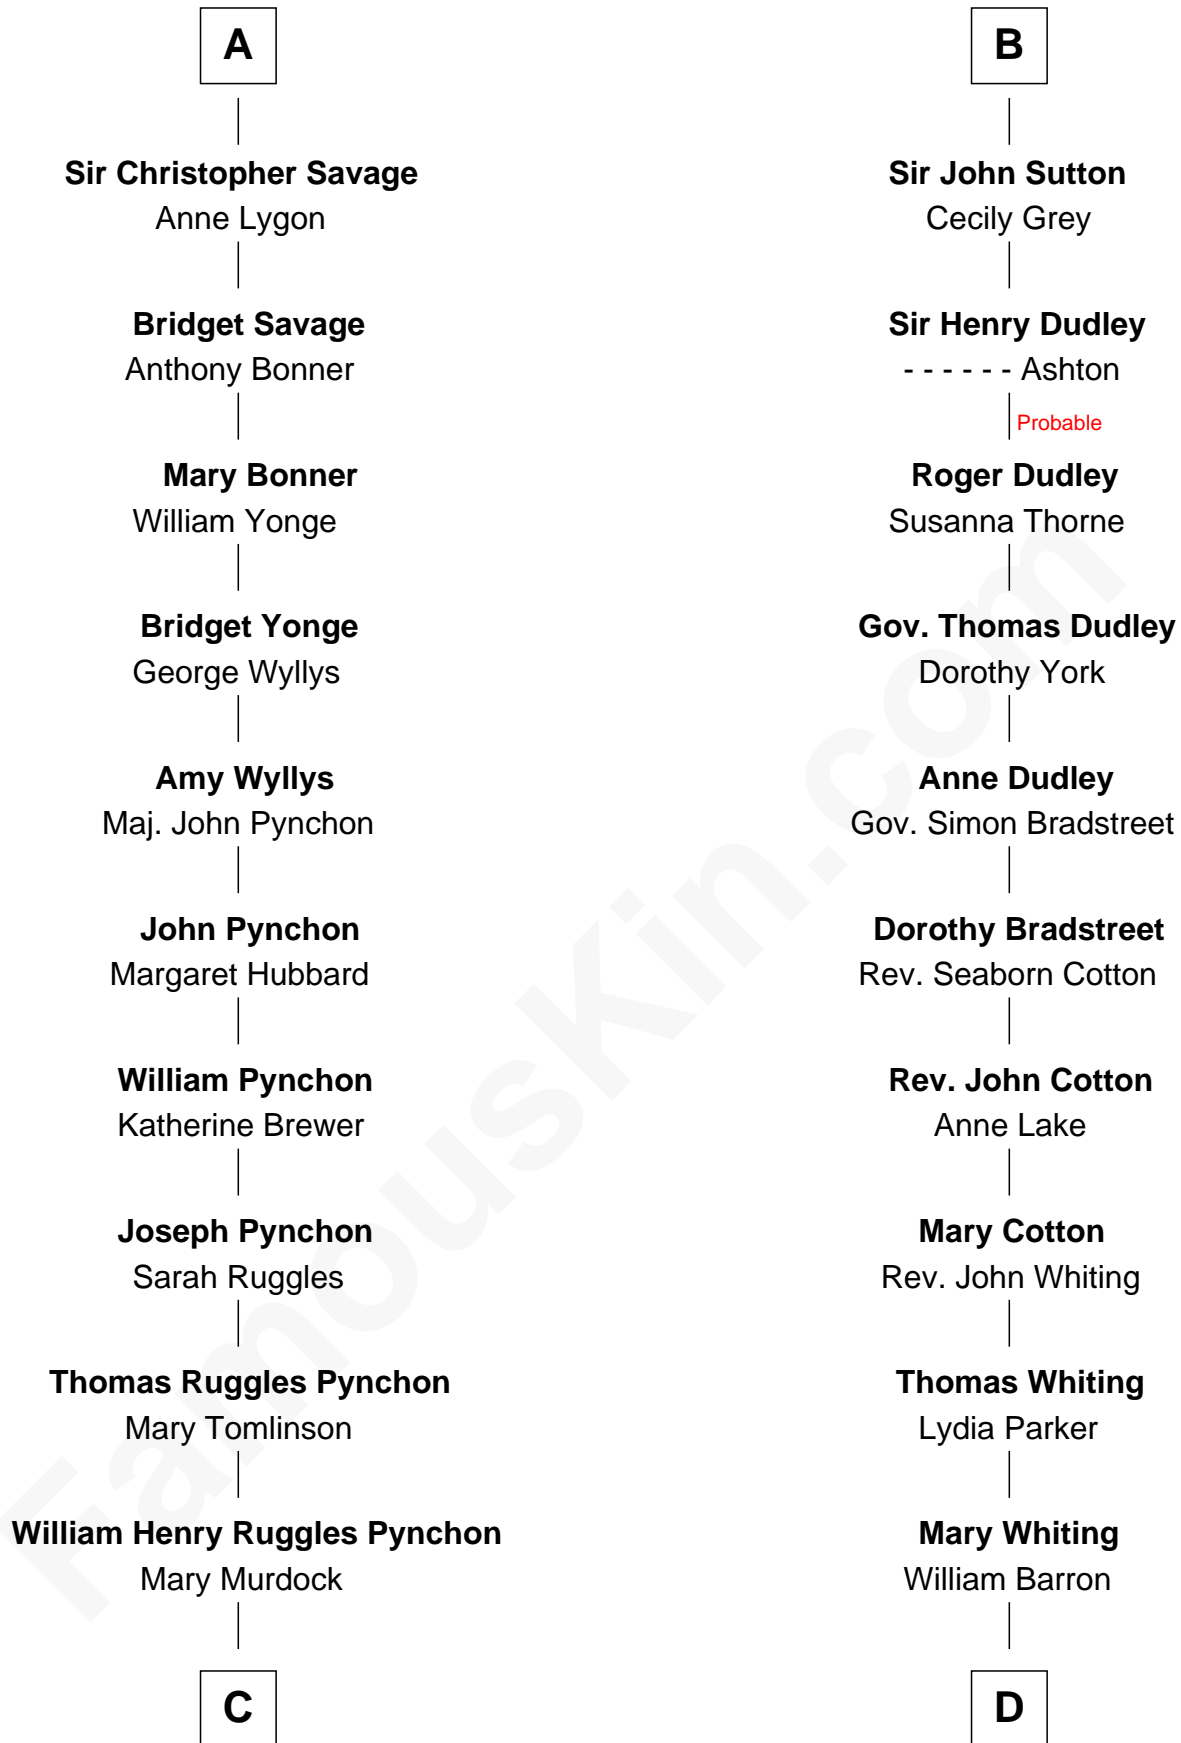 A
Sir Christopher Savage
Anne Lygon
Bridget Savage
Anthony Bonner
Mary Bonner
William Yonge
Bridget Yonge
George Wyllys
Amy Wyllys
Maj. John Pynchon
John Pynchon
Margaret Hubbard
William Pynchon
Katherine Brewer
Joseph Pynchon
Sarah Ruggles
Thomas Ruggles Pynchon
Mary Tomlinson
William Henry Ruggles Pynchon
Mary Murdock
C
B
Sir John Sutton
Cecily Grey
Sir Henry Dudley
- - - - - - Ashton
Probable
Roger Dudley
Susanna Thorne
Gov. Thomas Dudley
Dorothy York
Anne Dudley
Gov. Simon Bradstreet
Dorothy Bradstreet
Rev. Seaborn Cotton
Rev. John Cotton
Anne Lake
Mary Cotton
Rev. John Whiting
Thomas Whiting
Lydia Parker
Mary Whiting
William Barron
D
FamousKin.com